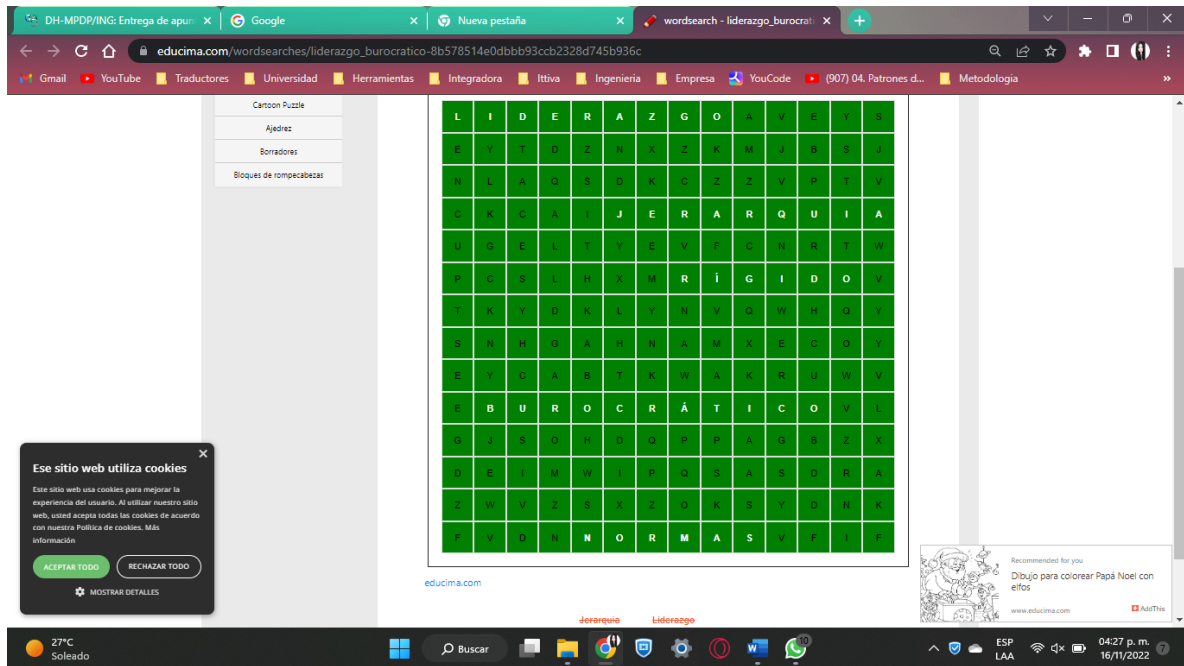 DH-MPDP/ING: Entrega de apun
Google
Nueva pestaña
wordsearch - liderazgo_burocrati
educima.com/wordsearches/liderazgo_burocratico-8b578514e0dbbb93ccb2328d745b936c
Gmail YouTube Traductores Universidad Herramientas Integradora Ittiva Ingenieria Empresa YouCode (907) 04. Patrones d... Metodologia »
Cartoon Puzzle
Ajedrez
Borradores
Bloques de rompecabezas
L I D E R A Z G O A V E Y S
E Y T D Z N X Z K M J B S J
N L A Q S D K C Z Z V P T V
C K C A I J E R A R Q U I A
U G E L T Y E V F C N R T W
P C S L H X M R Í G I D O V
T K Y D K L Y N V Q W H Q Y
S N H G A H N A M X E C O Y
E Y C A B T K W A K R U W V
E B U R O C R Á T I C O V L
G J S O H D Q P P A G B Z X
D E I M W I P Q S A S D R A
Z W V Z S X Z O K S Y D N K
F V D N N O R M A S V F I F
educima.com
Jerarquia Liderazgo
Ese sitio web utiliza cookies
Este sitio web usa cookies para mejorar la
experiencia del usuario. Al utilizar nuestro sitio
web, usted acepta todas las cookies de acuerdo
con nuestra Política de cookies. Más
información
ACEPTAR TODO RECHAZAR TODO
MOSTRAR DETALLES
Recommended for you
Dibujo para colorear Papá Noel con
elfos
www.educima.com AddThis
27°C
Soleado
Buscar
10
ESP
LAA
04:27 p. m.
16/11/2022
7